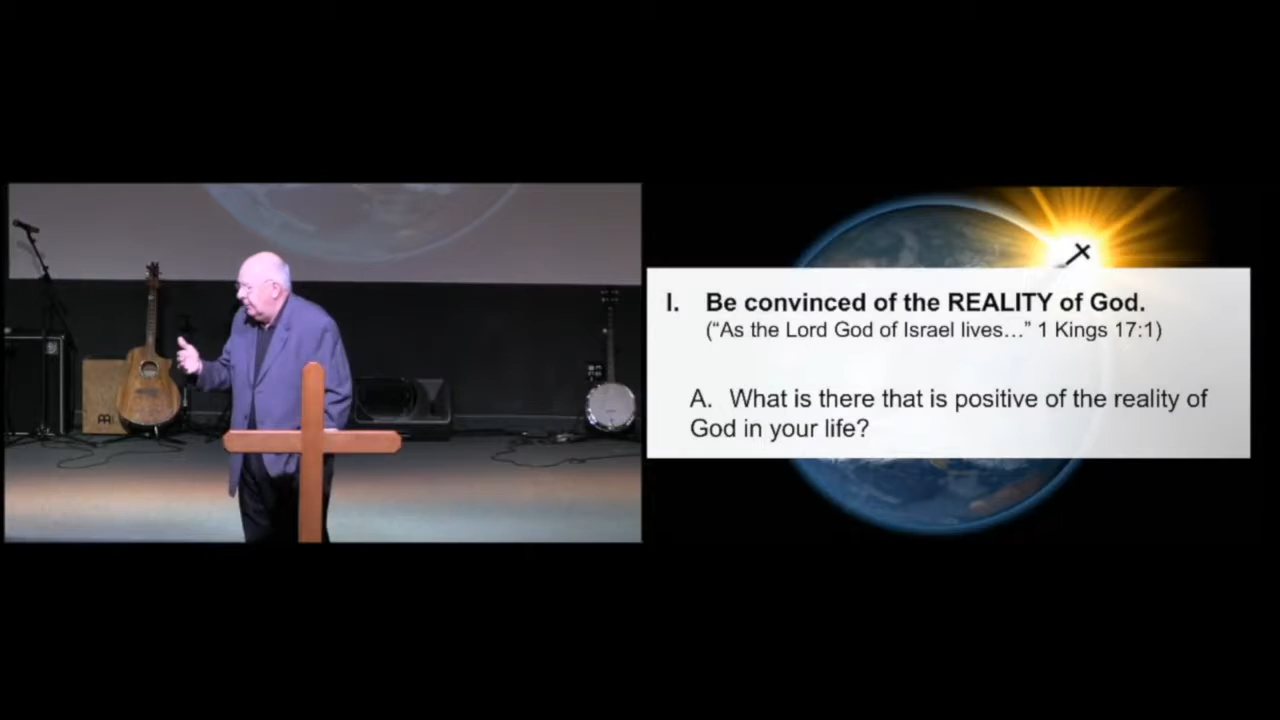 I. Be convinced of the REALITY of God.
(“As the Lord God of Israel lives…” 1 Kings 17:1)
A. What is there that is positive of the reality of
God in your life?